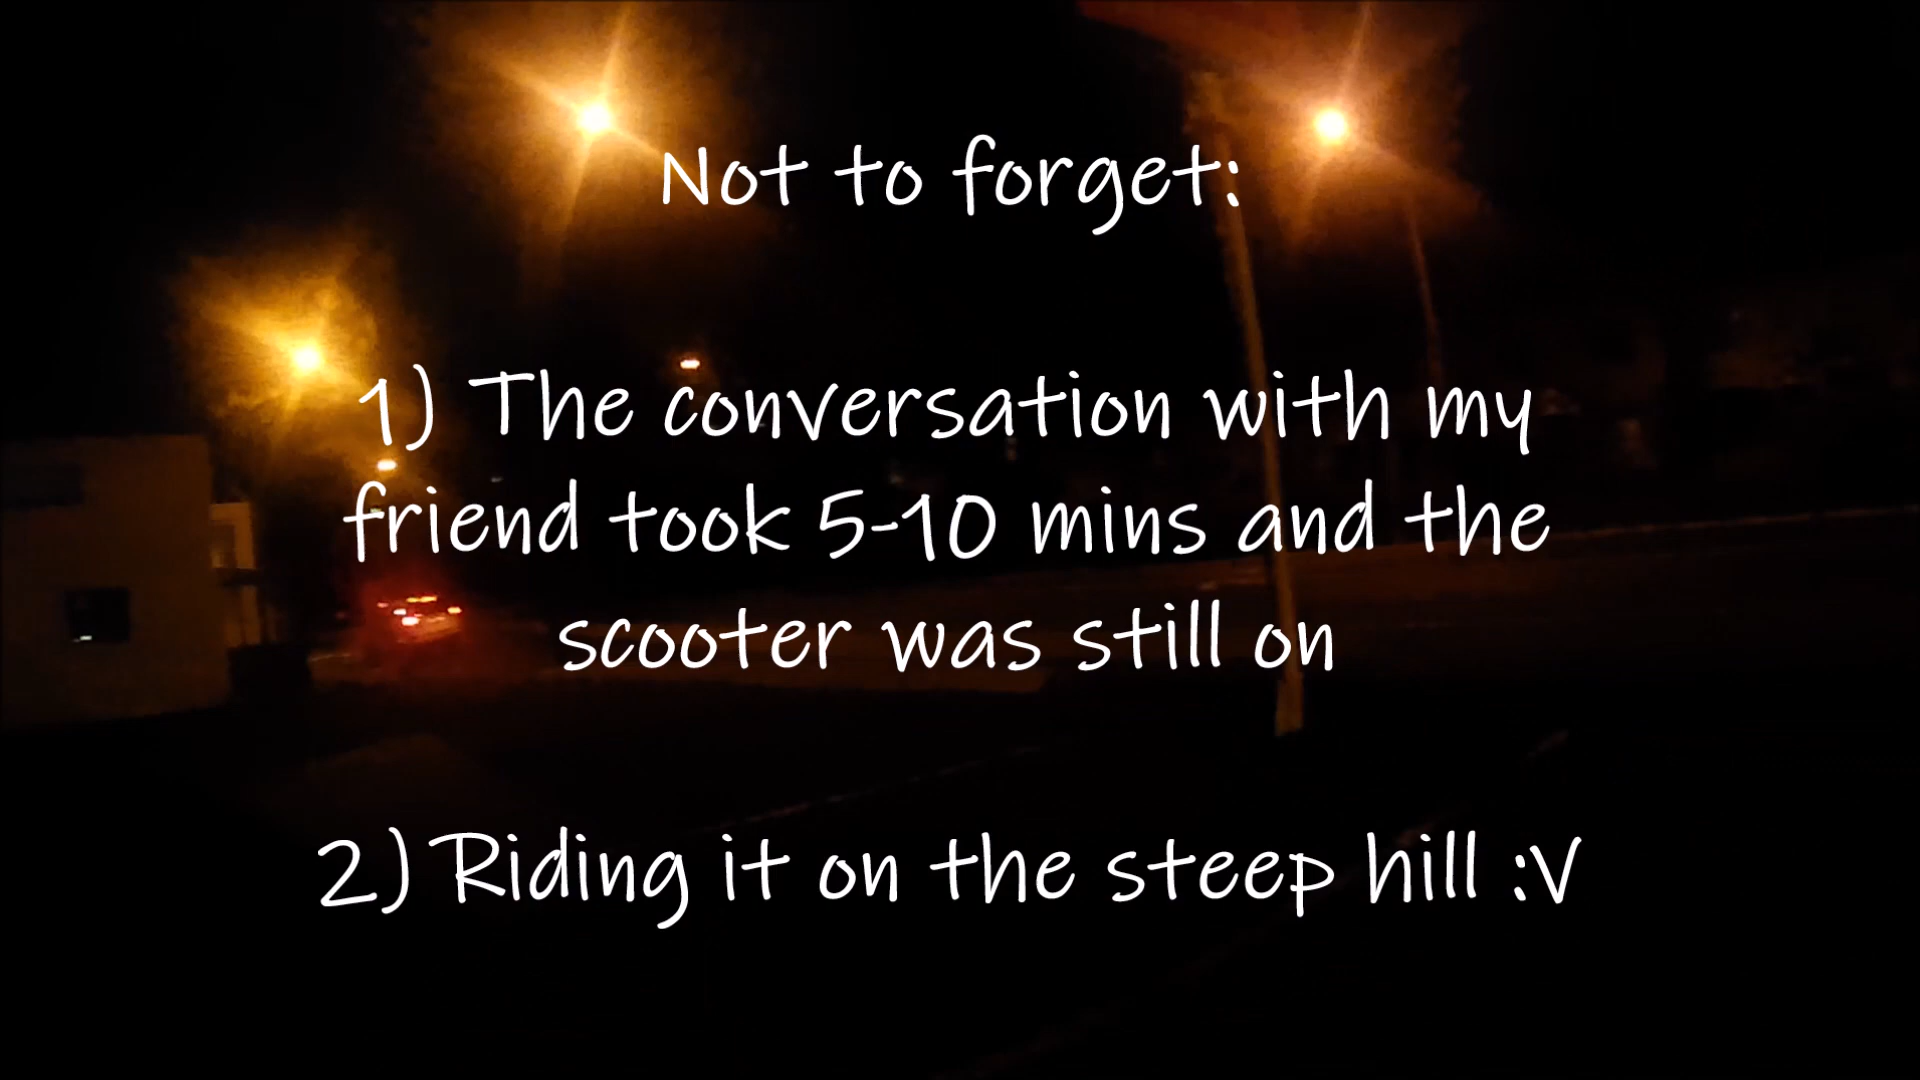 Not to forget:
1) The conversation with my
friend took 5-10 mins and the
scooter was still on
2) Riding it on the steep hill :V